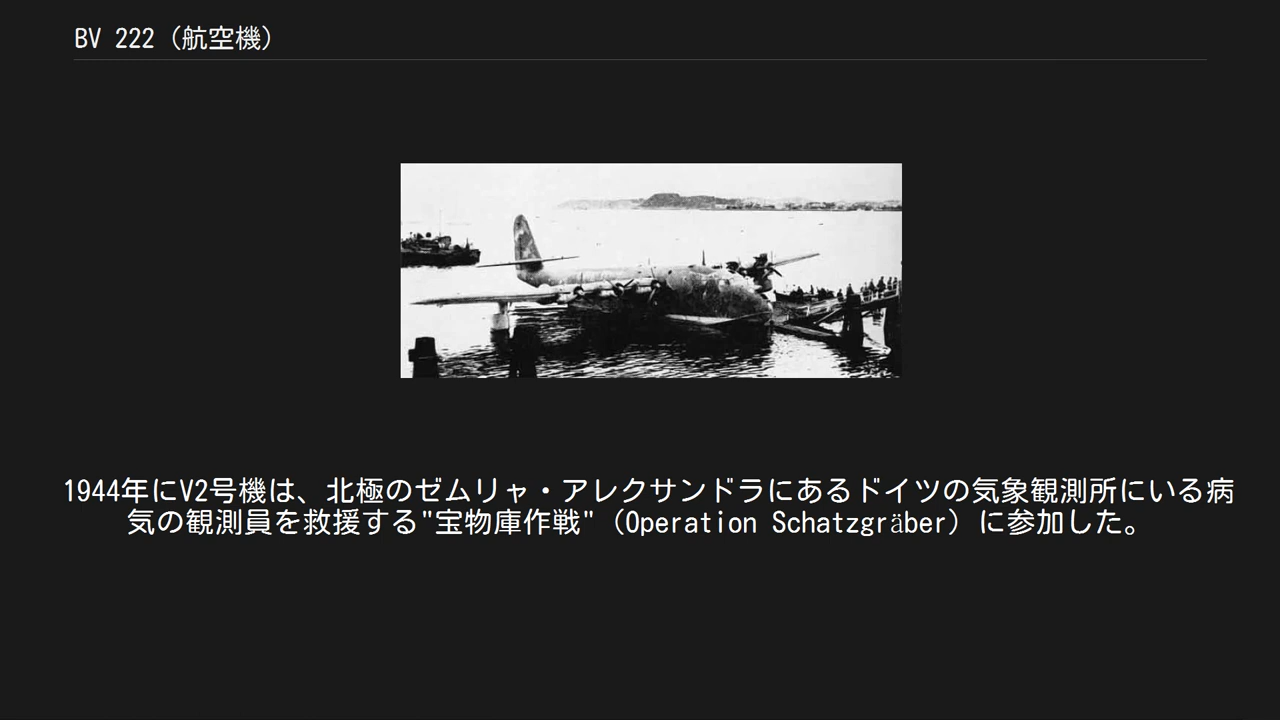 BV 222（航空機）
1944年にV2号機は、北極のゼムリャ・アレクサンドラにあるドイツの気象観測所にいる病
気の観測員を救援する"宝物庫作戦"（Operation Schatzgräber）に参加した。